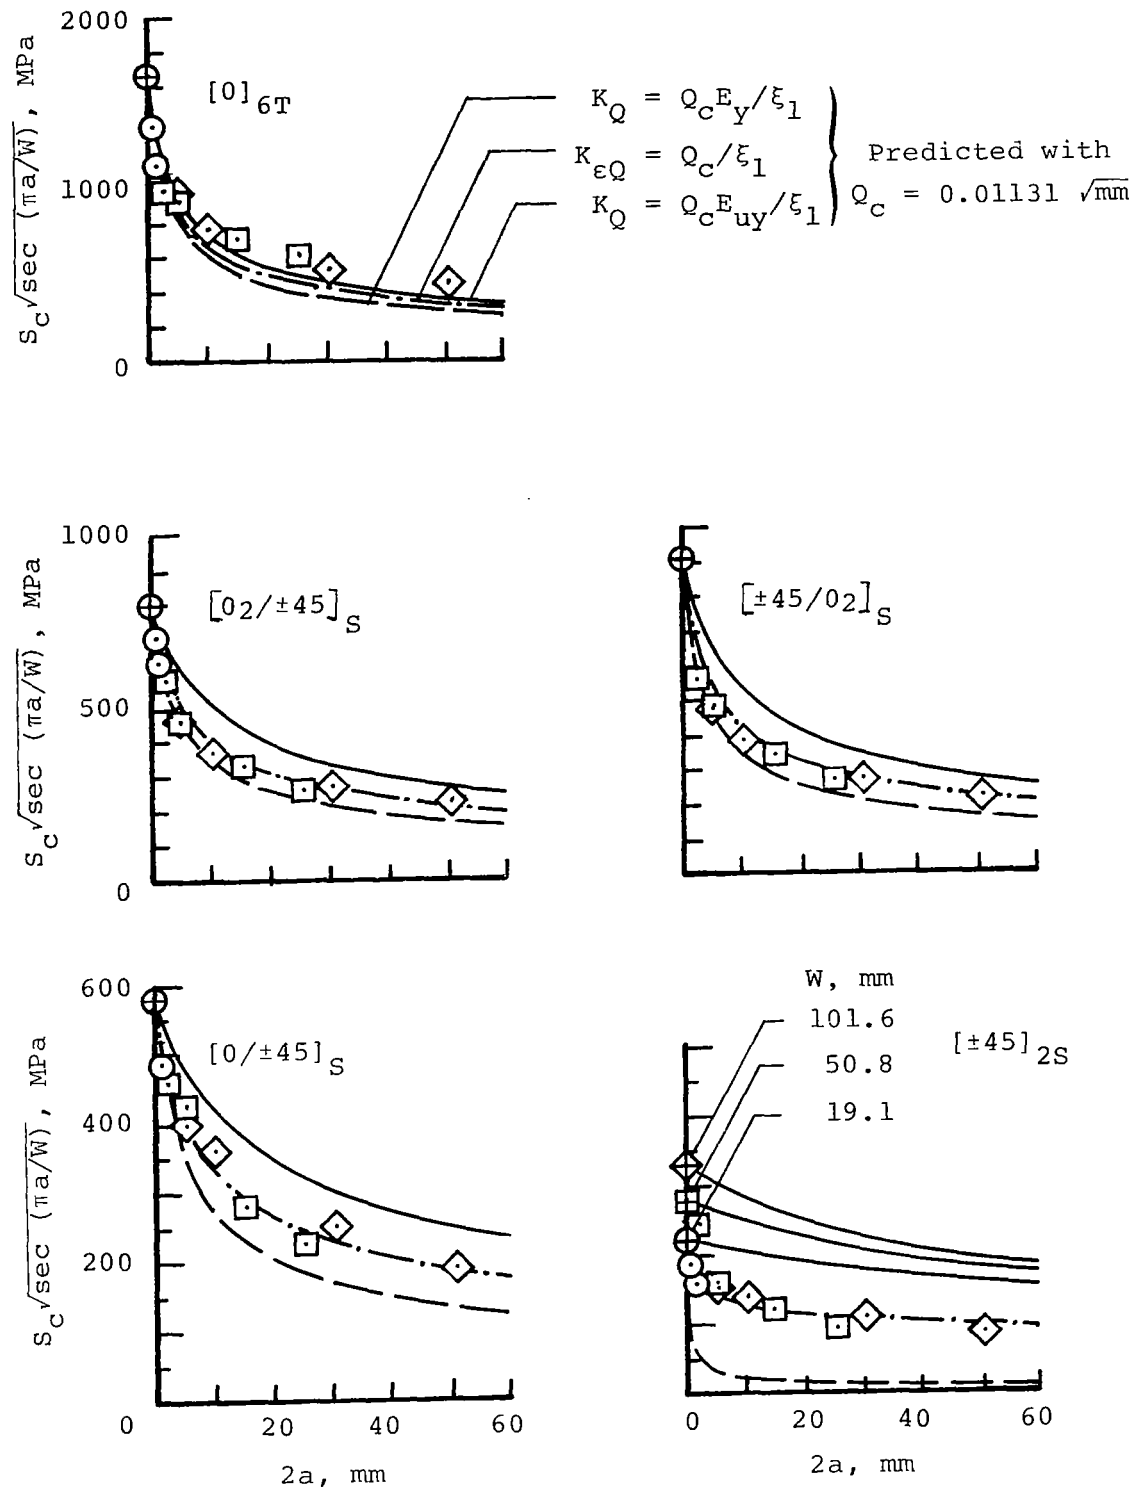 2000
1000
0
S_c√sec (πa/W), MPa
[0]_6T
K_Q = Q_cE_y/ξ_1
K_εQ = Q_c/ξ_1
K_Q = Q_cE_uy/ξ_1
Predicted with
Q_c = 0.01131 √mm
1000
500
0
S_c√sec (πa/W), MPa
[0_2/±45]_S
[±45/0_2]_S
600
400
200
0
20
40
60
S_c√sec (πa/W), MPa
[0/±45]_S
2a, mm
W, mm
101.6
50.8
19.1
[±45]_2S
0
20
40
60
2a, mm